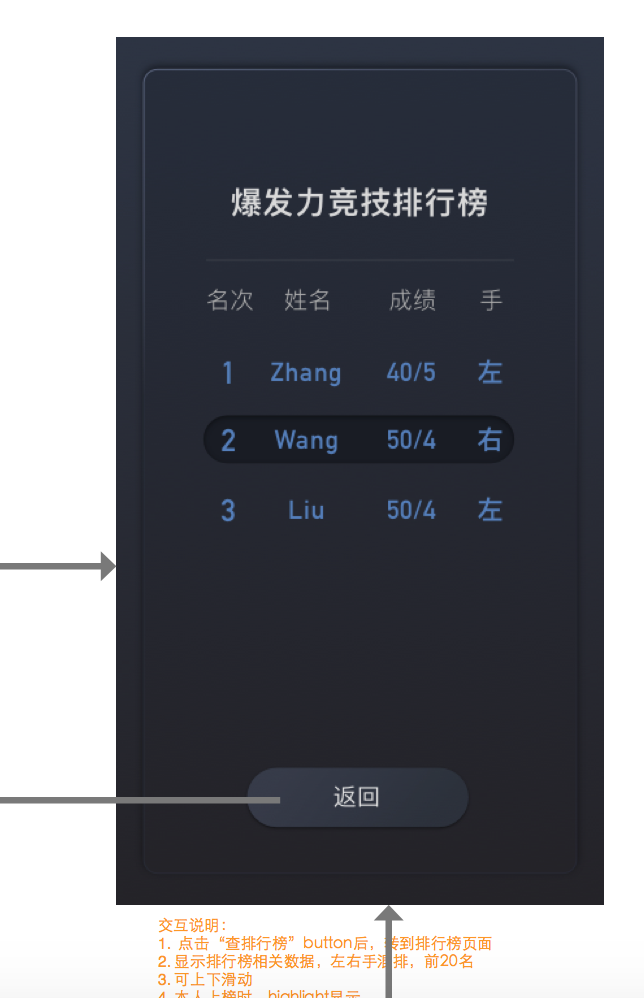 爆发力竞技排行榜
名次 姓名 成绩 手
1 Zhang 40/5 左
2 Wang 50/4 右
3 Liu 50/4 左
返回
交互说明：
1. 点击“查排行榜”button后，转到排行榜页面
2. 显示排行榜相关数据，左右手混排，前20名
3. 可上下滑动
4. 本人上榜时，highlight显示